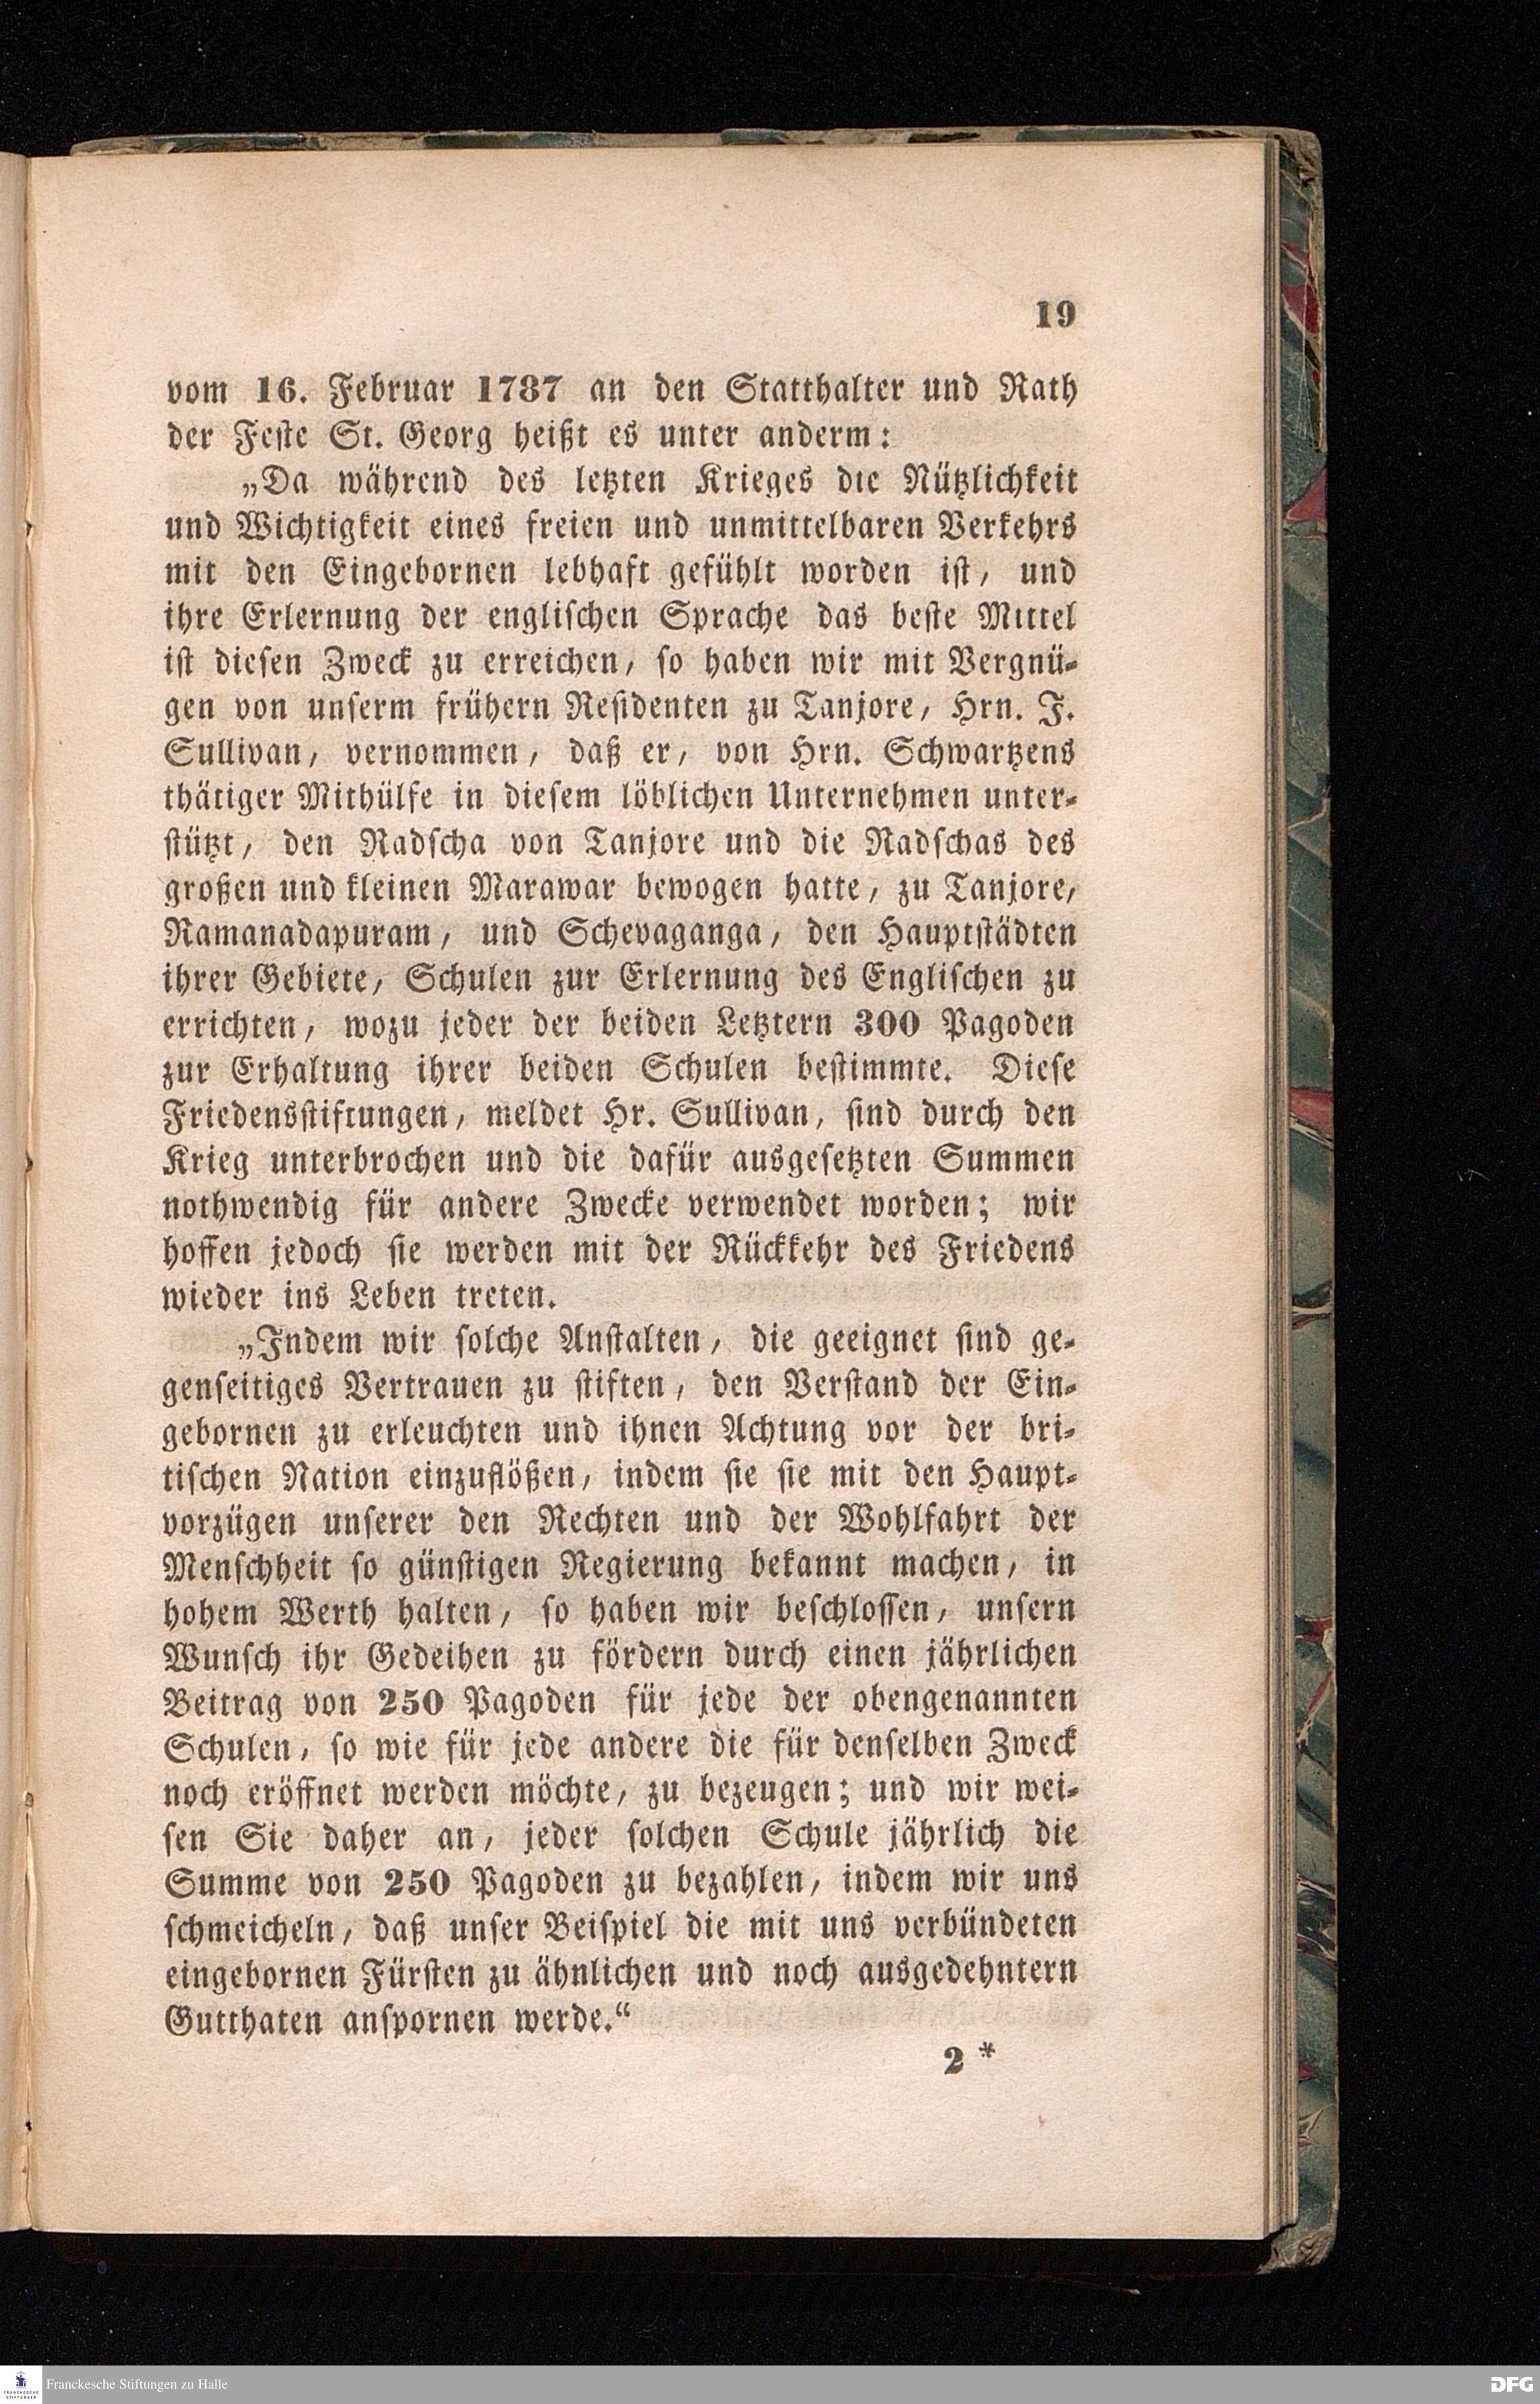 19
vom 16. Februar 1787 an den Statthalter und Rath
der Feste St. Georg heißt es unter anderm:
„Da während des letzten Krieges die Nützlichkeit
und Wichtigkeit eines freien und unmittelbaren Verkehrs
mit den Eingebornen lebhaft gefühlt worden ist, und
ihre Erlernung der englischen Sprache das beste Mittel
ist diesen Zweck zu erreichen, so haben wir mit Vergnü-
gen von unserm frühern Residenten zu Tanjore, Hrn. J.
Sullivan, vernommen, daß er, von Hrn. Schwartzens
thätiger Mithülfe in diesem löblichen Unternehmen unter-
stützt, den Radscha von Tanjore und die Radschas des
großen und kleinen Marawar bewogen hatte, zu Tanjore,
Ramanadapuram, und Schevaganga, den Hauptstädten
ihrer Gebiete, Schulen zur Erlernung des Englischen zu
errichten, wozu jeder der beiden Letztern 300 Pagoden
zur Erhaltung ihrer beiden Schulen bestimmte. Diese
Friedensstiftungen, meldet Hr. Sullivan, sind durch den
Krieg unterbrochen und die dafür ausgesetzten Summen
nothwendig für andere Zwecke verwendet worden; wir
hoffen jedoch sie werden mit der Rückkehr des Friedens
wieder ins Leben treten.
„Indem wir solche Anstalten, die geeignet sind ge-
genseitiges Vertrauen zu stiften, den Verstand der Ein-
gebornen zu erleuchten und ihnen Achtung vor der bri-
tischen Nation einzuflößen, indem sie sie mit den Haupt-
vorzügen unserer den Rechten und der Wohlfahrt der
Menschheit so günstigen Regierung bekannt machen, in
hohem Werth halten, so haben wir beschlossen, unsern
Wunsch ihr Gedeihen zu fördern durch einen jährlichen
Beitrag von 250 Pagoden für jede der obengenannten
Schulen, so wie für jede andere die für denselben Zweck
noch eröffnet werden möchte, zu bezeugen; und wir wei-
sen Sie daher an, jeder solchen Schule jährlich die
Summe von 250 Pagoden zu bezahlen, indem wir uns
schmeicheln, daß unser Beispiel die mit uns verbündeten
eingebornen Fürsten zu ähnlichen und noch ausgedehntern
Gutthaten anspornen werde.“
2 *
FRANCKESCHE
STIFTUNGEN
Franckesche Stiftungen zu Halle
DFG